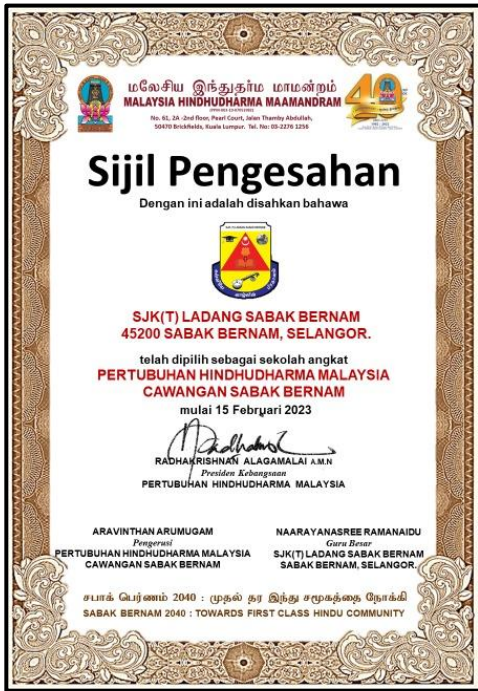 மலேசிய இந்துதர்ம மாமன்றம்
MALAYSIA HINDHUDHARMA MAAMANDRAM
No. 61, 2A -2nd floor, Pearl Court, Jalan Thamby Abdullah,
50470 Brickfields, Kuala Lumpur. Tel. No: 03-2276 1256
40
Sijil Pengesahan
Dengan ini adalah disahkan bahawa
SJK(T) LADANG SABAK BERNAM
45200 SABAK BERNAM, SELANGOR.
telah dipilih sebagai sekolah angkat
PERTUBUHAN HINDHUDHARMA MALAYSIA
CAWANGAN SABAK BERNAM
mulai 15 Februari 2023
RADHAKRISHNAN ALAGAMALAI A.M.N
Presiden Kebangsaan
PERTUBUHAN HINDHUDHARMA MALAYSIA
ARAVINTHAN ARUMUGAM
Pengerusi
PERTUBUHAN HINDHUDHARMA MALAYSIA
CAWANGAN SABAK BERNAM
NAARAYANASREE RAMANAIDU
Guru Besar
SJK(T) LADANG SABAK BERNAM
SABAK BERNAM, SELANGOR.
சபாக் பெர்ணம் 2040 : முதல் தர இந்து சமூகத்தை நோக்கி
SABAK BERNAM 2040 : TOWARDS FIRST CLASS HINDU COMMUNITY